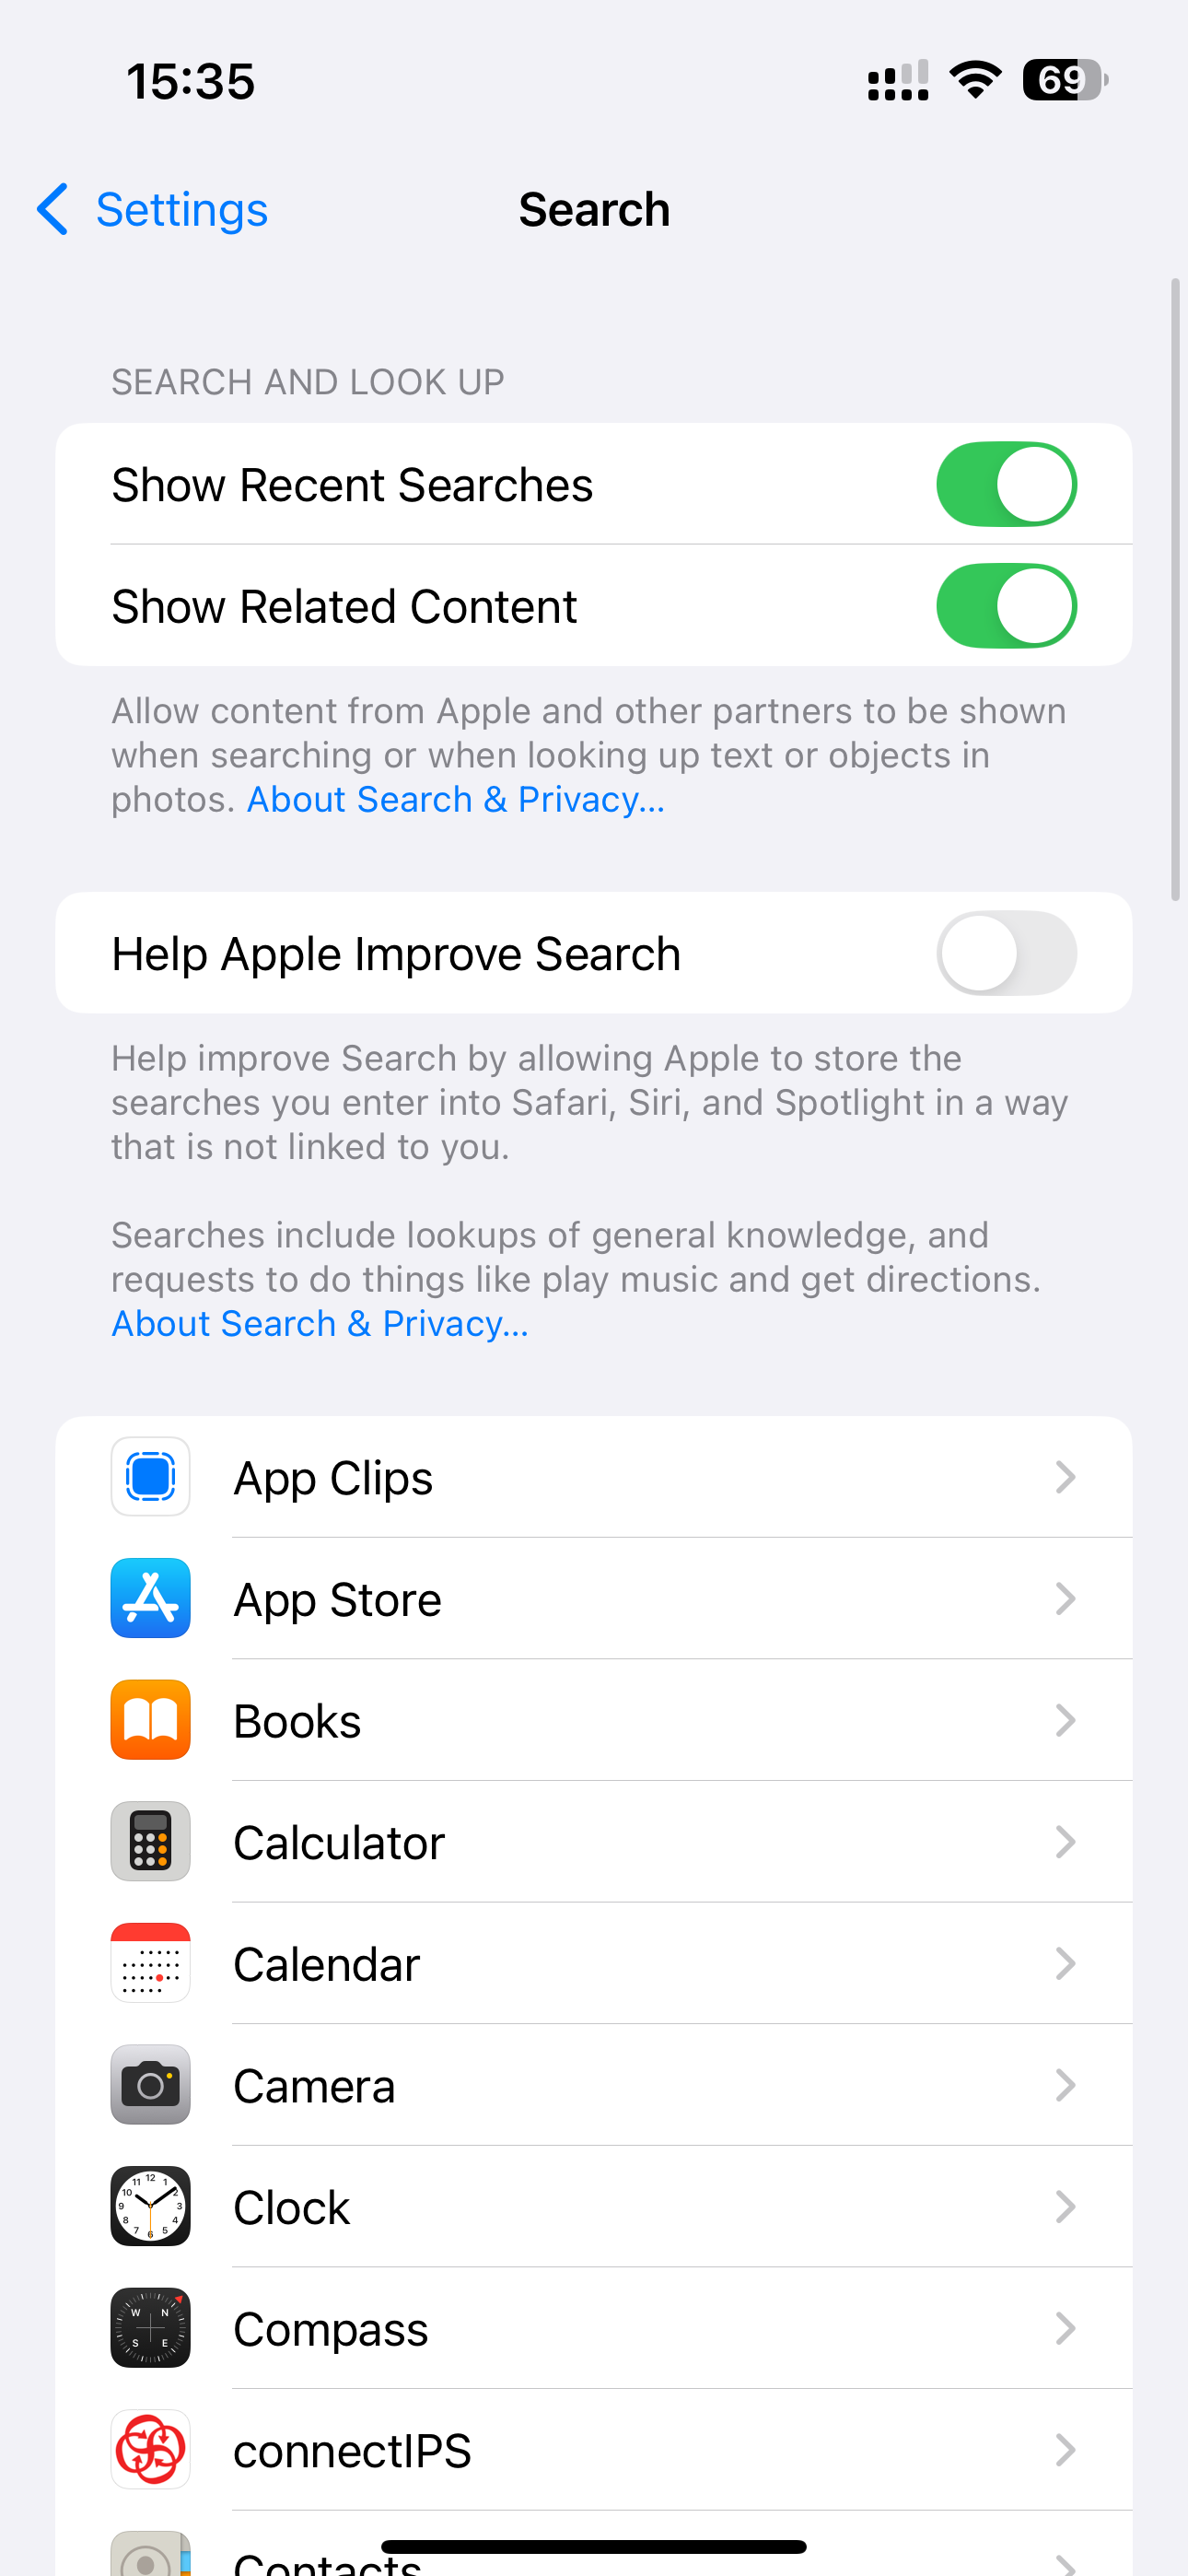 15:35
69
Settings
Search
SEARCH AND LOOK UP
Show Recent Searches
Show Related Content
Allow content from Apple and other partners to be shown
when searching or when looking up text or objects in
photos. About Search & Privacy...
Help Apple Improve Search
Help improve Search by allowing Apple to store the
searches you enter into Safari, Siri, and Spotlight in a way
that is not linked to you.
Searches include lookups of general knowledge, and
requests to do things like play music and get directions.
About Search & Privacy...
App Clips
App Store
Books
Calculator
Calendar
Camera
Clock
Compass
connectIPS
Contacts